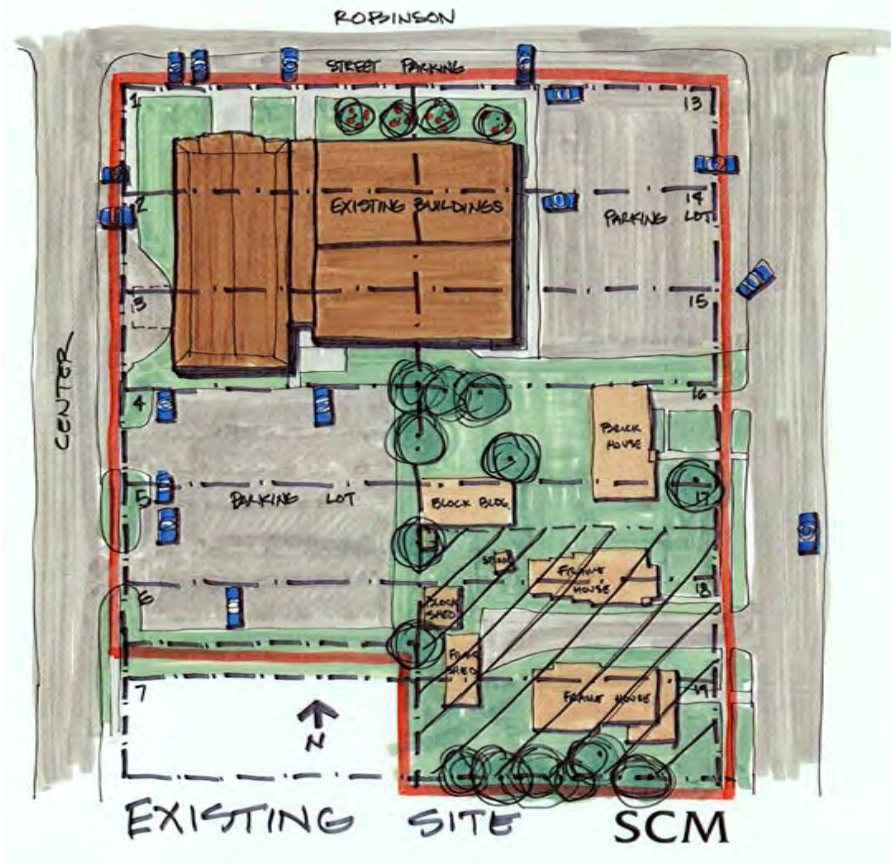 ROBINSON
STREET PARKING
1
13
2
EXISTING BUILDINGS
14
PARKING LOT
3
15
CENTER
4
16
BRICK
HOUSE
5
PARKING LOT
BLOCK BLDG.
17
FRAME
HOUSE
6
18
BLOCK
SHED
SHED
7
FRAME HOUSE
19
N
EXISTING SITE SCM